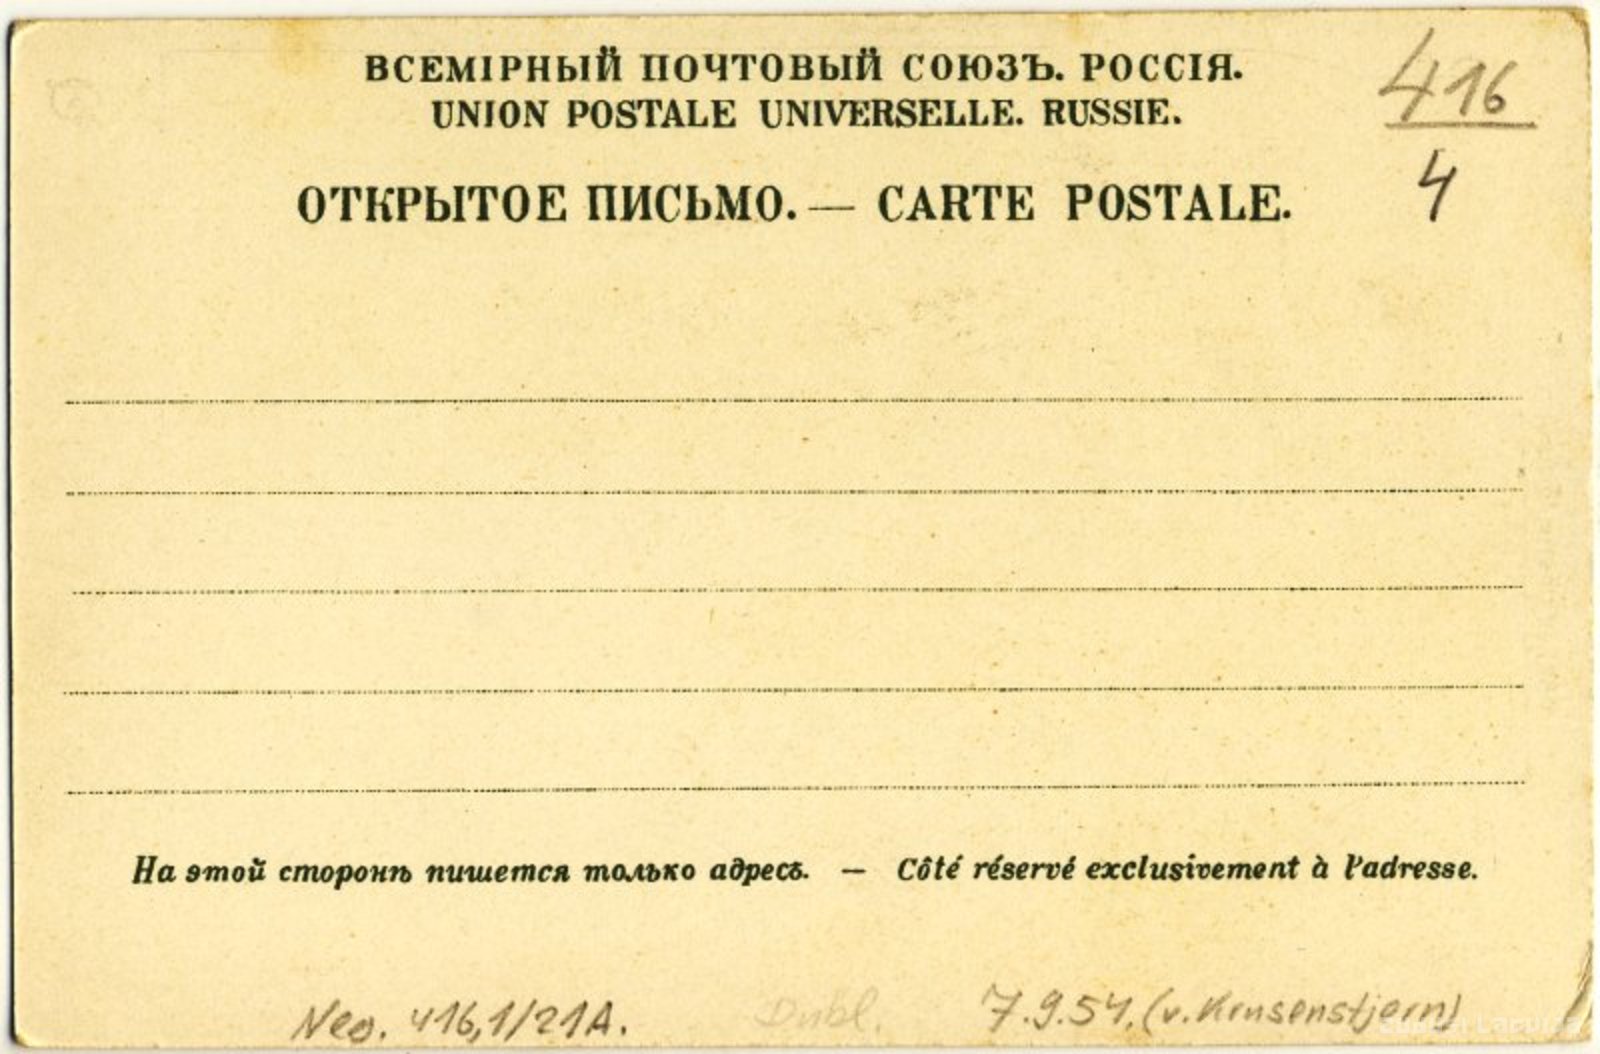 ВСЕМІРНЫЙ ПОЧТОВЫЙ СОЮЗЪ. РОССІЯ.
UNION POSTALE UNIVERSELLE. RUSSIE.
416
4
ОТКРЫТОЕ ПИСЬМО. — CARTE POSTALE.
На этой сторонѣ пишется только адресъ. — Côté réservé exclusivement à l'adresse.
Neg. 416,1/21A. Dubl. 7.9.54. (v. Krusenstjern)